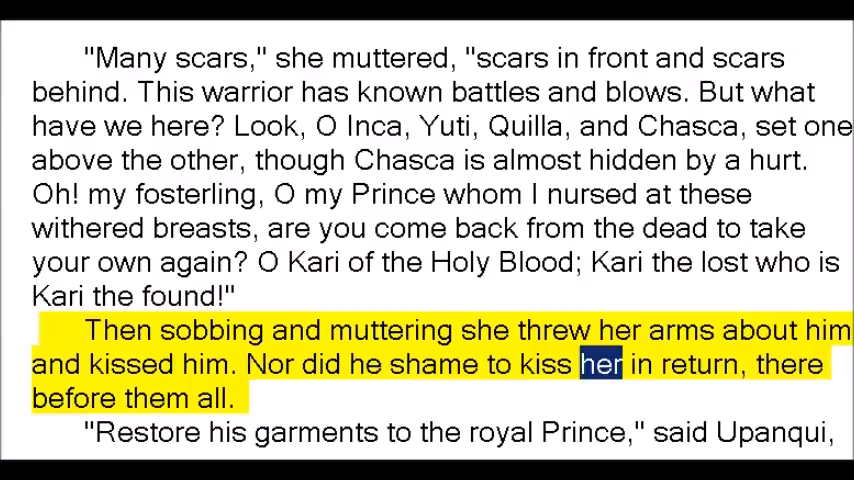 "Many scars," she muttered, "scars in front and scars
behind. This warrior has known battles and blows. But what
have we here? Look, O Inca, Yuti, Quilla, and Chasca, set one
above the other, though Chasca is almost hidden by a hurt.
Oh! my fosterling, O my Prince whom I nursed at these
withered breasts, are you come back from the dead to take
your own again? O Kari of the Holy Blood; Kari the lost who is
Kari the found!"
Then sobbing and muttering she threw her arms about him
and kissed him. Nor did he shame to kiss her in return, there
before them all.
"Restore his garments to the royal Prince," said Upanqui,